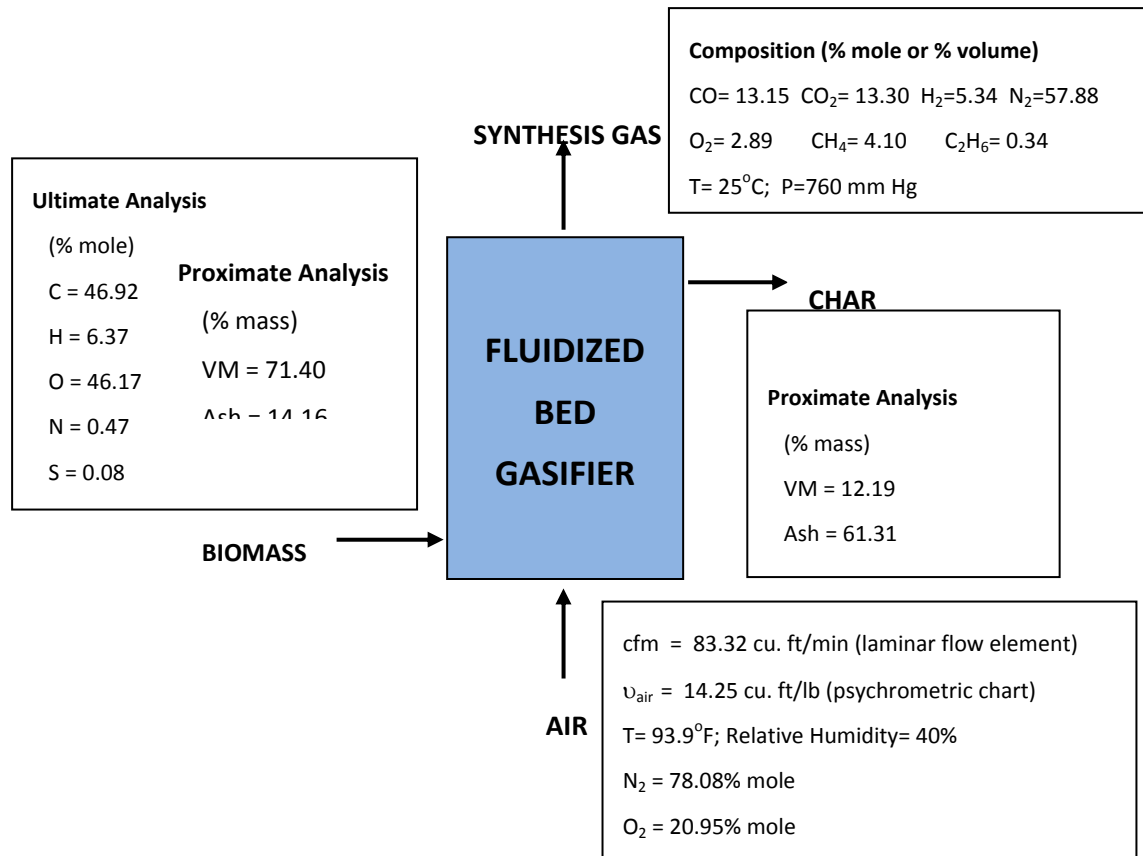 Composition (% mole or % volume)
CO= 13.15 CO₂= 13.30 H₂=5.34 N₂=57.88
O₂= 2.89 CH₄= 4.10 C₂H₆= 0.34
T= 25°C; P=760 mm Hg
SYNTHESIS GAS
Ultimate Analysis
(% mole)
C = 46.92
H = 6.37
O = 46.17
N = 0.47
S = 0.08
Proximate Analysis
(% mass)
VM = 71.40
Ash = 14.16
BIOMASS
FLUIDIZED
BED
GASIFIER
CHAR
Proximate Analysis
(% mass)
VM = 12.19
Ash = 61.31
AIR
cfm = 83.32 cu. ft/min (laminar flow element)
υair = 14.25 cu. ft/lb (psychrometric chart)
T= 93.9°F; Relative Humidity= 40%
N₂ = 78.08% mole
O₂ = 20.95% mole